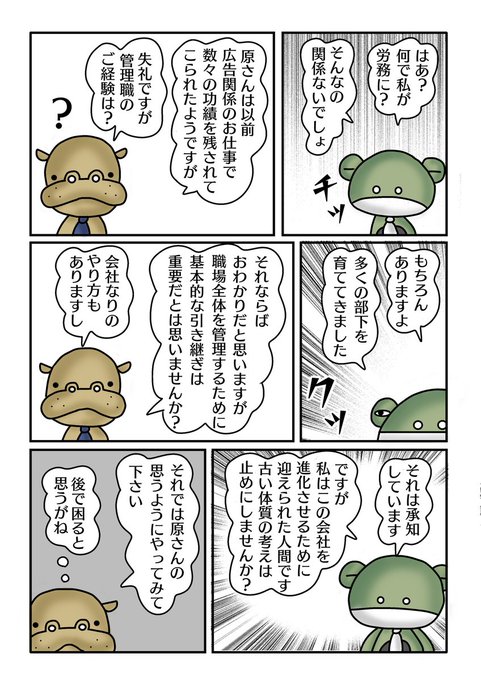 はあ?
何で私が
労務に?
そんなの
関係ないでしょ
チッ
原さんは以前
広告関係のお仕事で
数々の功績を残されて
こられたようですが
失礼ですが
管理職の
ご経験は?
?
もちろん
ありますよ
多くの部下を
育ててきました
クッ
それならば
おわかりだと思いますが
職場全体を管理するために
基本的な引き継ぎは
重要だとは思いませんか?
会社なりの
やり方も
ありますし
それは承知
しています
ですが
私はこの会社を
進化させるために
迎えられた人間です
古い体質の考えは
止めにしませんか?
それでは原さんの
思うようにやってみて
下さい
後で困ると
思うがね